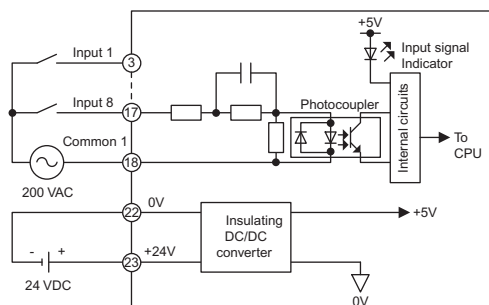 +5V
Input 1
3
Input signal
Indicator
Input 8
17
Photocoupler
Internal circuits
To
CPU
Common 1
18
200 VAC
22
0V
Insulating
DC/DC
converter
+5V
- +
23
+24V
24 VDC
0V